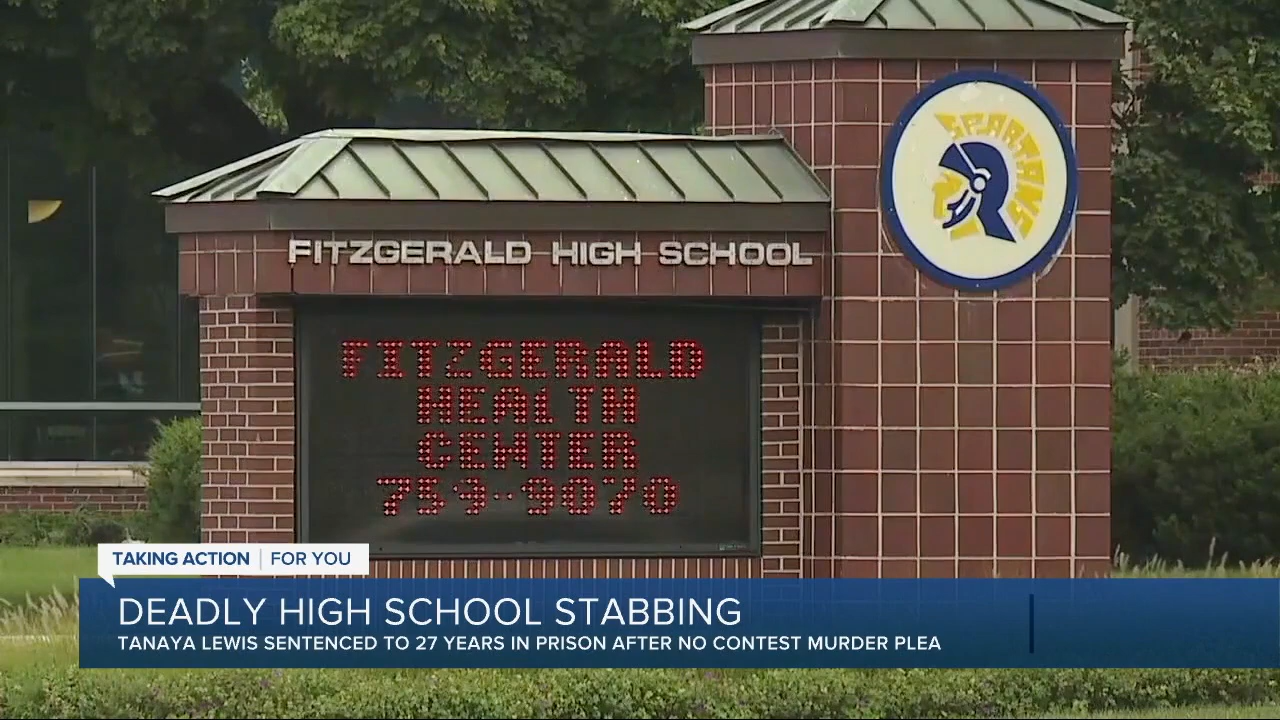 SPARTANS
FITZGERALD HIGH SCHOOL
FITZGERALD
HEALTH
CENTER
759-9070
TAKING ACTION FOR YOU
DEADLY HIGH SCHOOL STABBING
TANAYA LEWIS SENTENCED TO 27 YEARS IN PRISON AFTER NO CONTEST MURDER PLEA